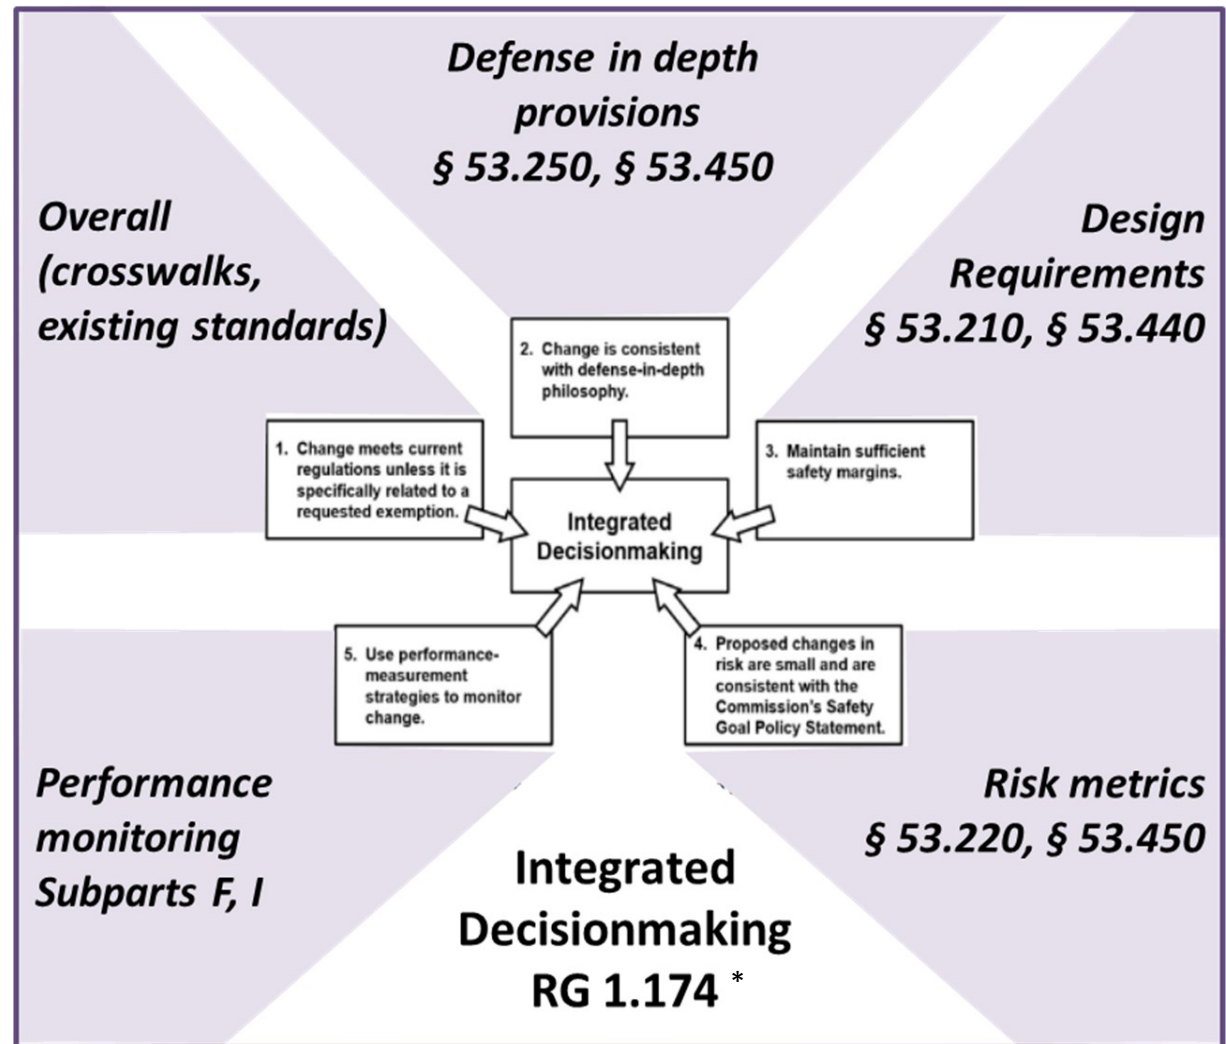 Defense in depth
provisions
§ 53.250, § 53.450
Overall
(crosswalks,
existing standards)
Design
Requirements
§ 53.210, § 53.440
2. Change is consistent
with defense-in-depth
philosophy.
1. Change meets current
regulations unless it is
specifically related to a
requested exemption.
3. Maintain sufficient
safety margins.
Integrated
Decisionmaking
5. Use performance-
measurement
strategies to monitor
change.
4. Proposed changes in
risk are small and are
consistent with the
Commission's Safety
Goal Policy Statement.
Performance
monitoring
Subparts F, I
Risk metrics
§ 53.220, § 53.450
Integrated
Decisionmaking
RG 1.174 *